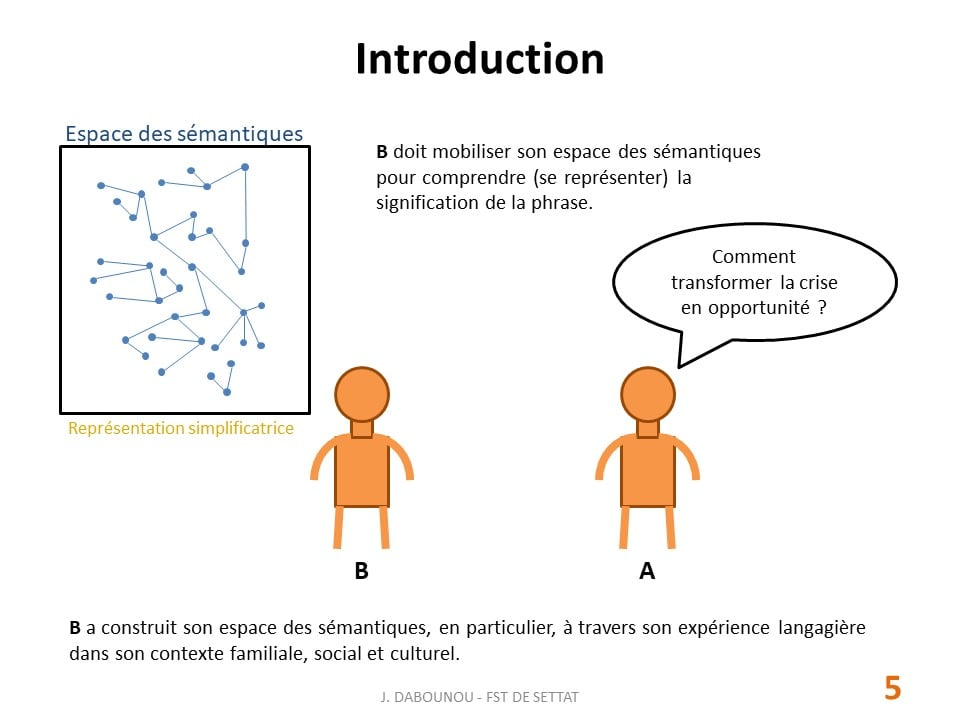 Introduction
Espace des sémantiques
B doit mobiliser son espace des sémantiques
pour comprendre (se représenter) la
signification de la phrase.
Comment
transformer la crise
en opportunité ?
Représentation simplificatrice
B
A
B a construit son espace des sémantiques, en particulier, à travers son expérience langagière
dans son contexte familiale, social et culturel.
J. DABOUNOU - FST DE SETTAT
5